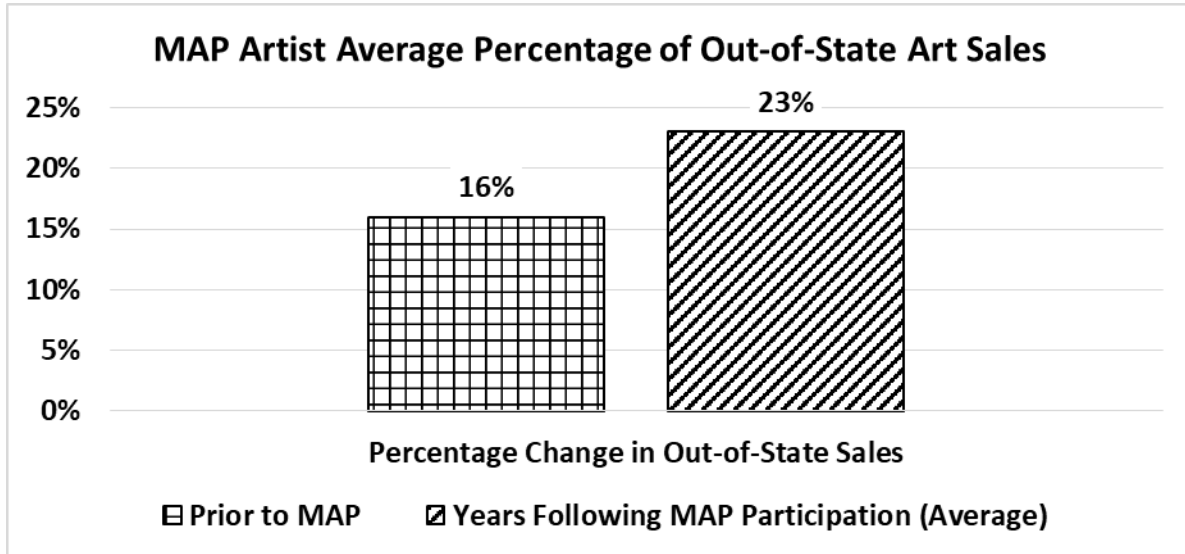 MAP Artist Average Percentage of Out-of-State Art Sales
25%
23%
20%
16%
15%
10%
5%
0%
Percentage Change in Out-of-State Sales
Prior to MAP
Years Following MAP Participation (Average)